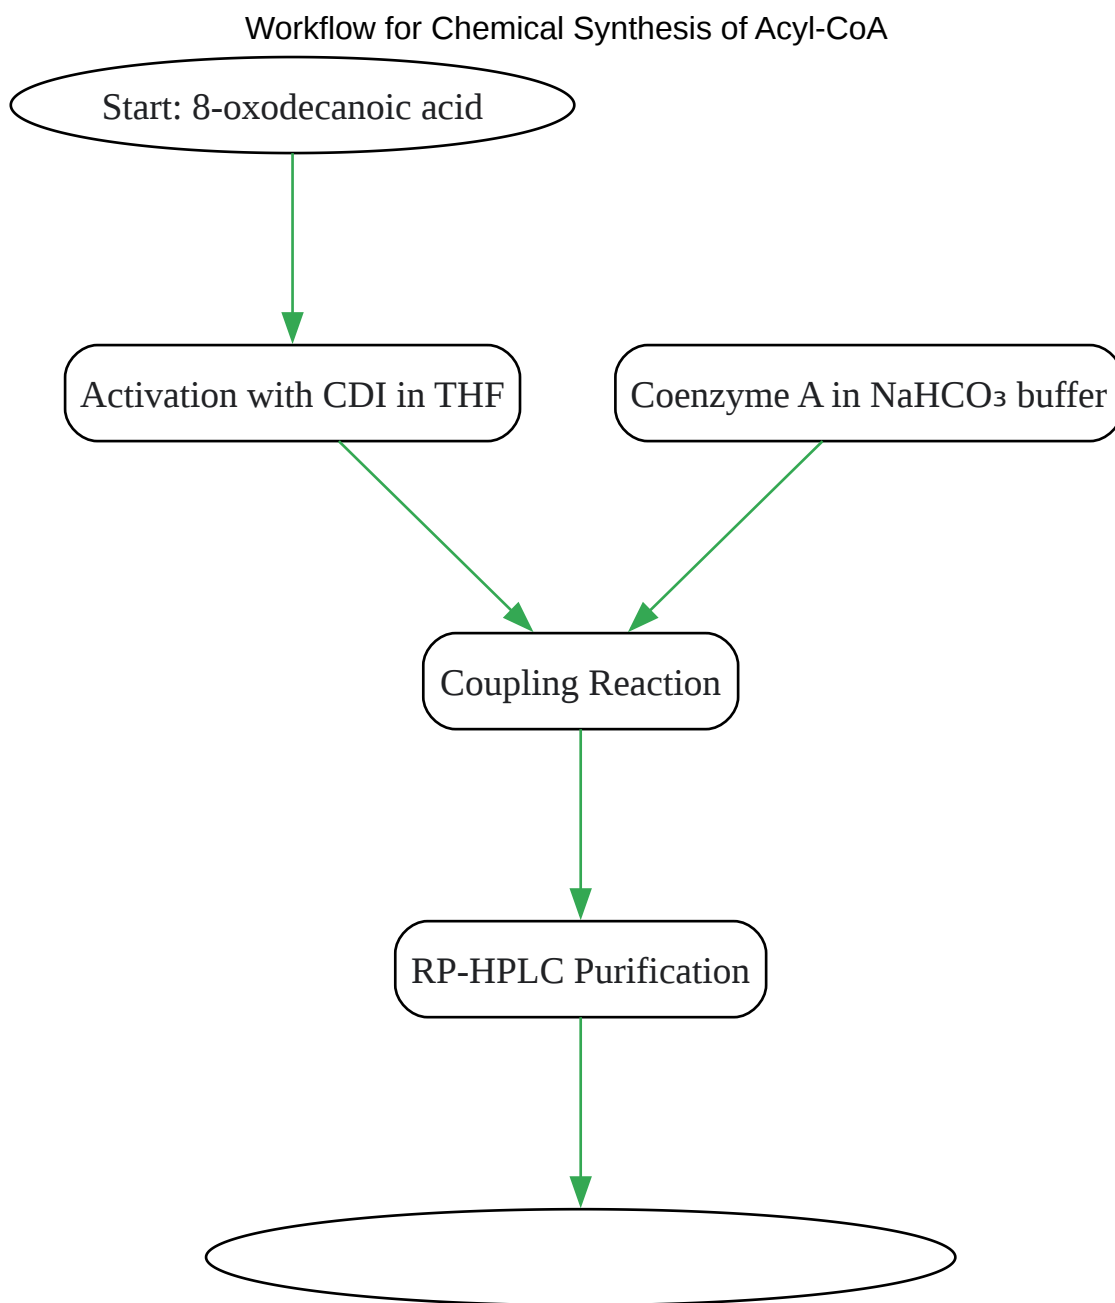 Workflow for Chemical Synthesis of Acyl-CoA
Start: 8-oxodecanoic acid
Activation with CDI in THF
Coenzyme A in NaHCO₃ buffer
Coupling Reaction
RP-HPLC Purification